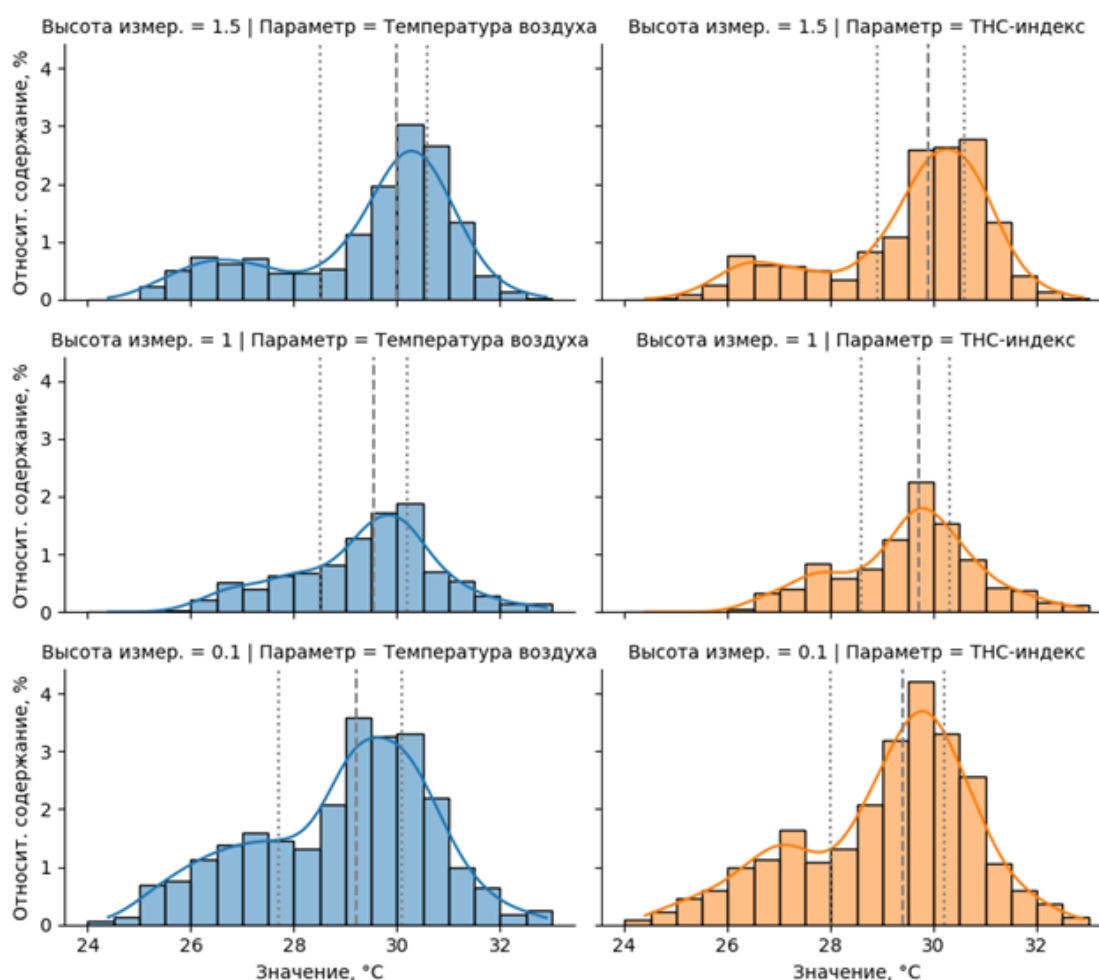 Высота измер. = 1.5 | Параметр = Температура воздуха
Высота измер. = 1.5 | Параметр = ТНС-индекс
4
3
2
1
0
Относит. содержание, %
Высота измер. = 1 | Параметр = Температура воздуха
Высота измер. = 1 | Параметр = ТНС-индекс
4
3
2
1
0
Относит. содержание, %
Высота измер. = 0.1 | Параметр = Температура воздуха
Высота измер. = 0.1 | Параметр = ТНС-индекс
4
3
2
1
0
Относит. содержание, %
24 26 28 30 32
24 26 28 30 32
Значение, °C
Значение, °C